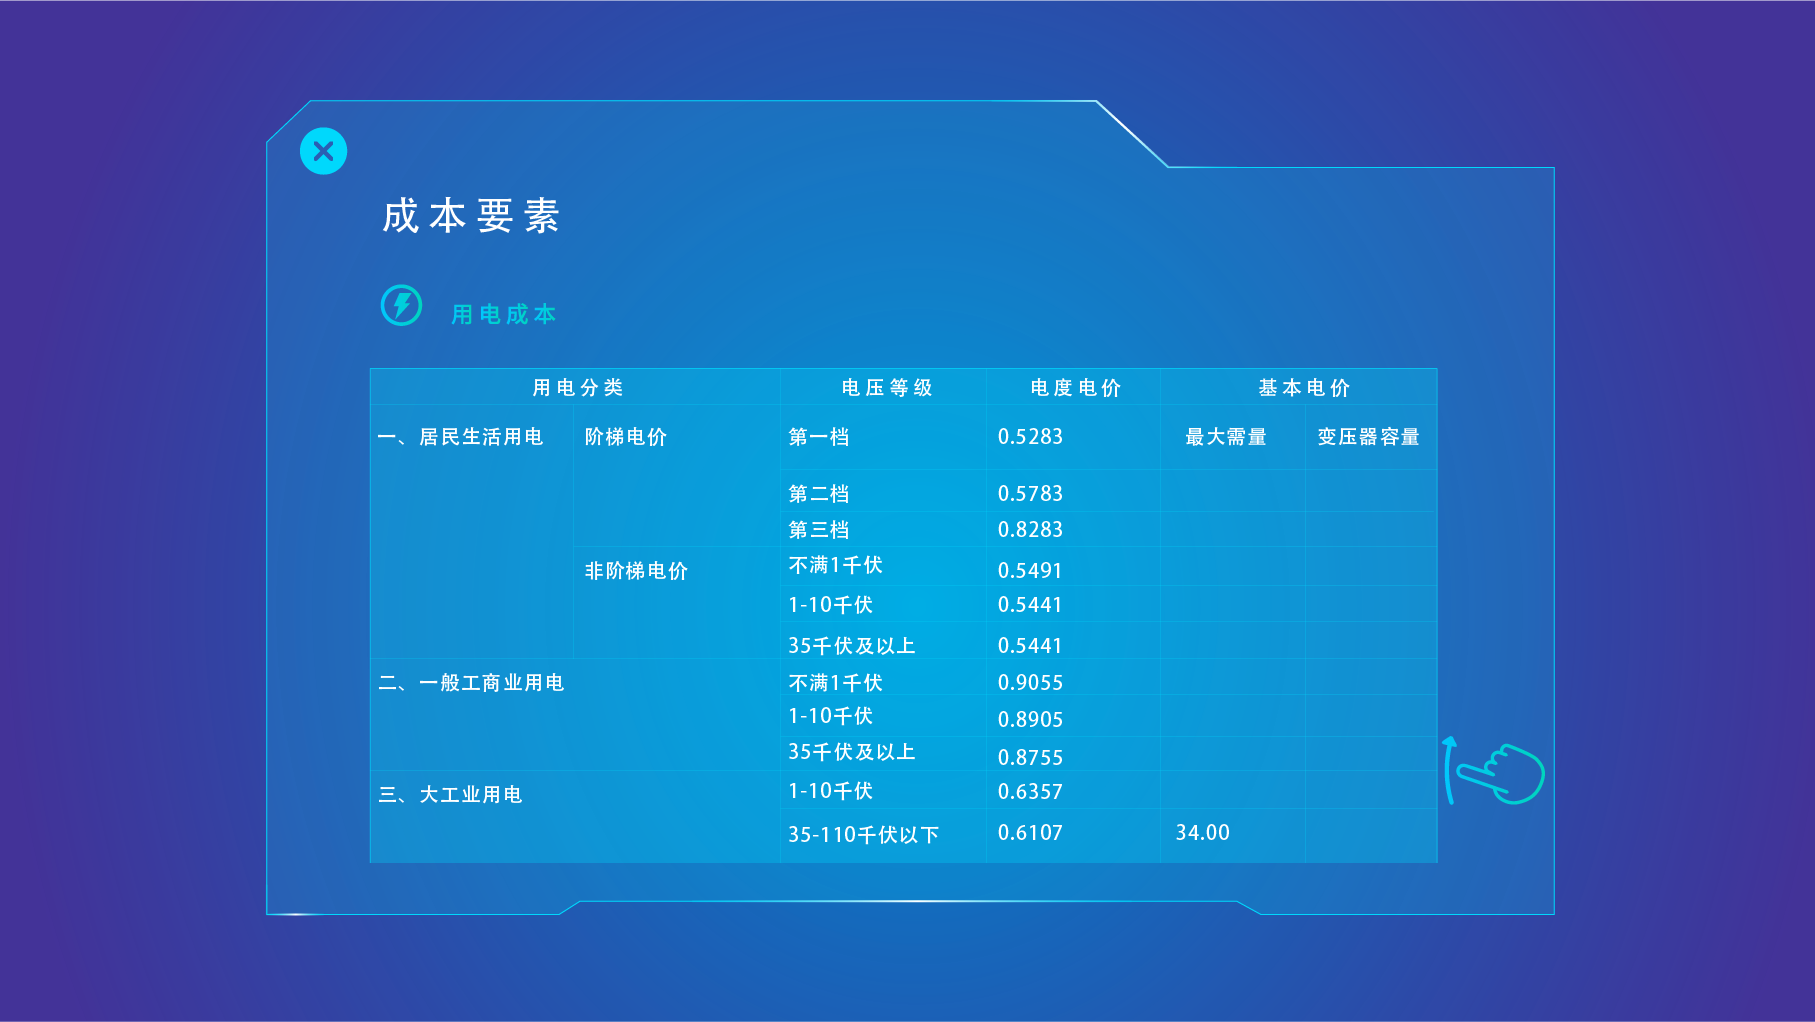 成本要素
用电成本
用电分类 电压等级 电度电价 基本电价
一、居民生活用电 阶梯电价 第一档 0.5283 最大需量 变压器容量
第二档 0.5783
第三档 0.8283
非阶梯电价 不满1千伏 0.5491
1-10千伏 0.5441
35千伏及以上 0.5441
二、一般工商业用电 不满1千伏 0.9055
1-10千伏 0.8905
35千伏及以上 0.8755
三、大工业用电 1-10千伏 0.6357
35-110千伏以下 0.6107 34.00